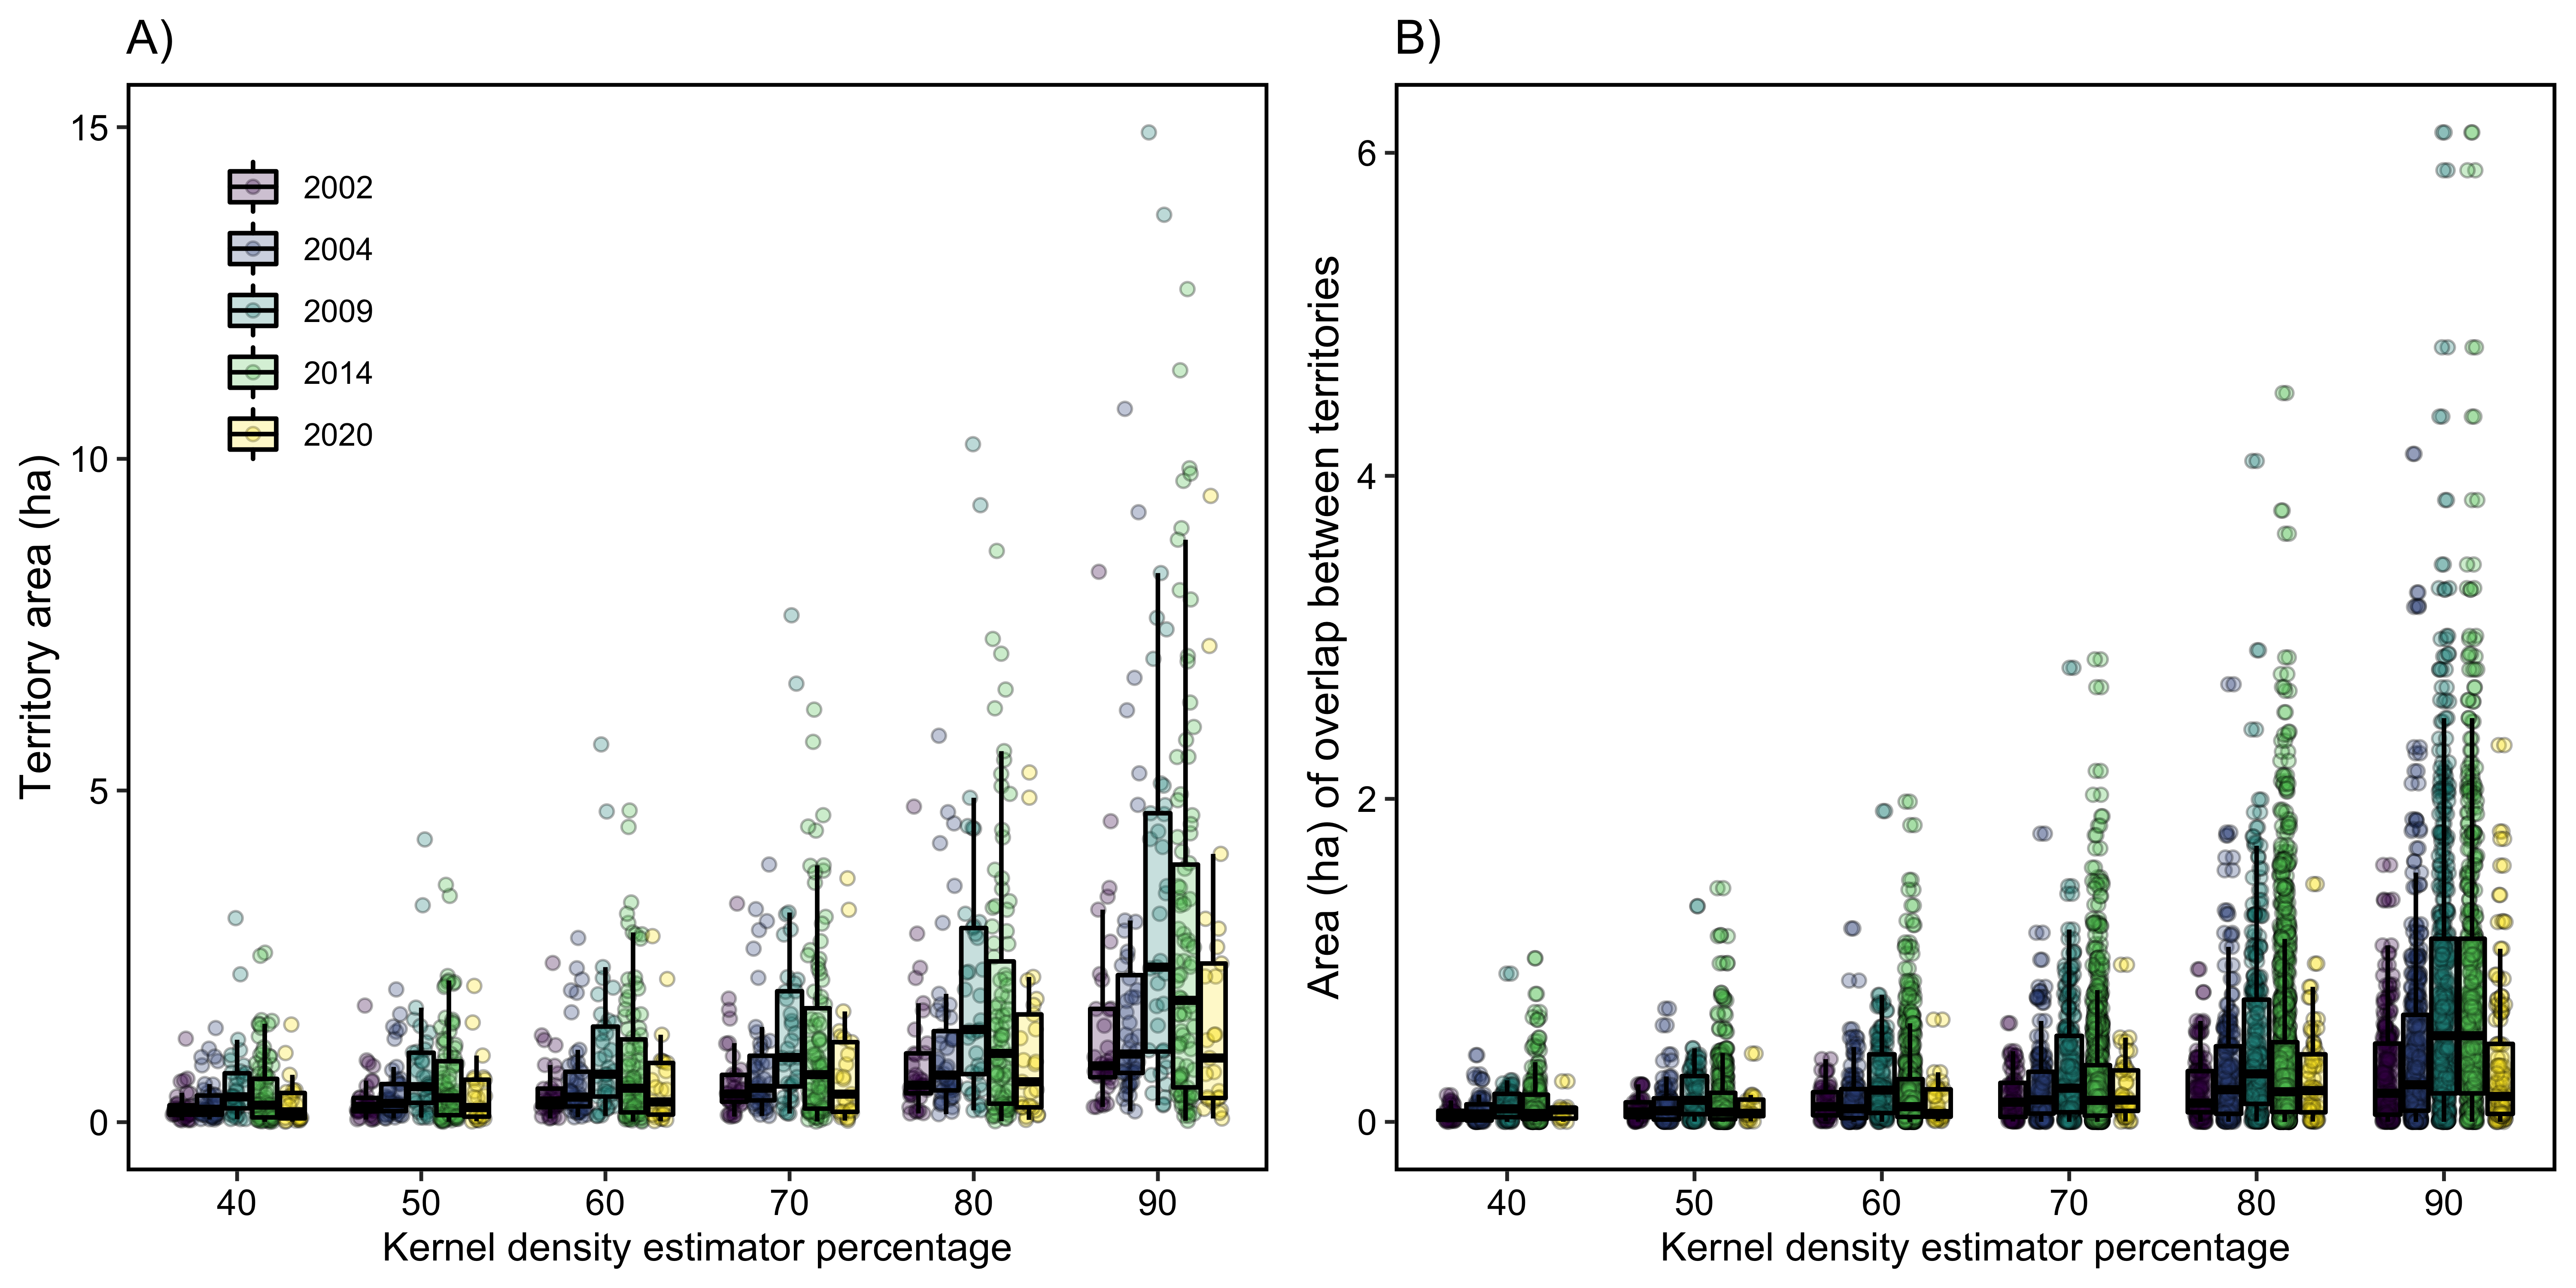 A)
Territory area (ha)
15
10
5
0
2002
2004
2009
2014
2020
40 50 60 70 80 90
Kernel density estimator percentage
B)
Area (ha) of overlap between territories
6
4
2
0
40 50 60 70 80 90
Kernel density estimator percentage